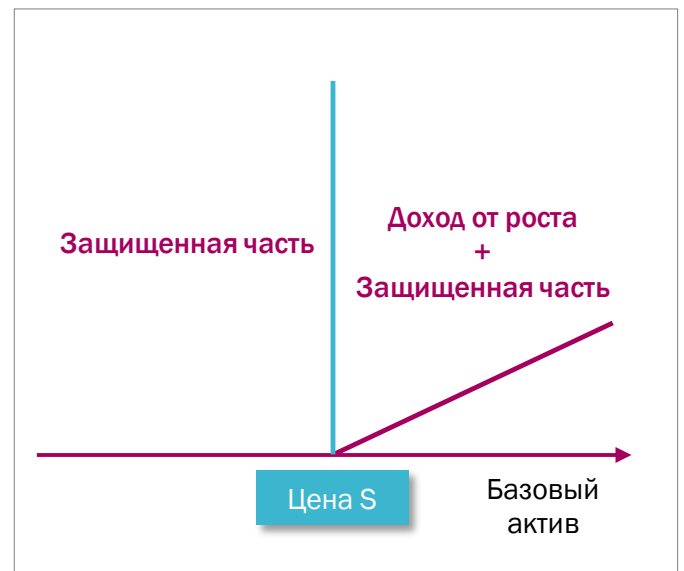 Защищенная часть
Доход от роста
+
Защищенная часть
Цена S
Базовый
актив